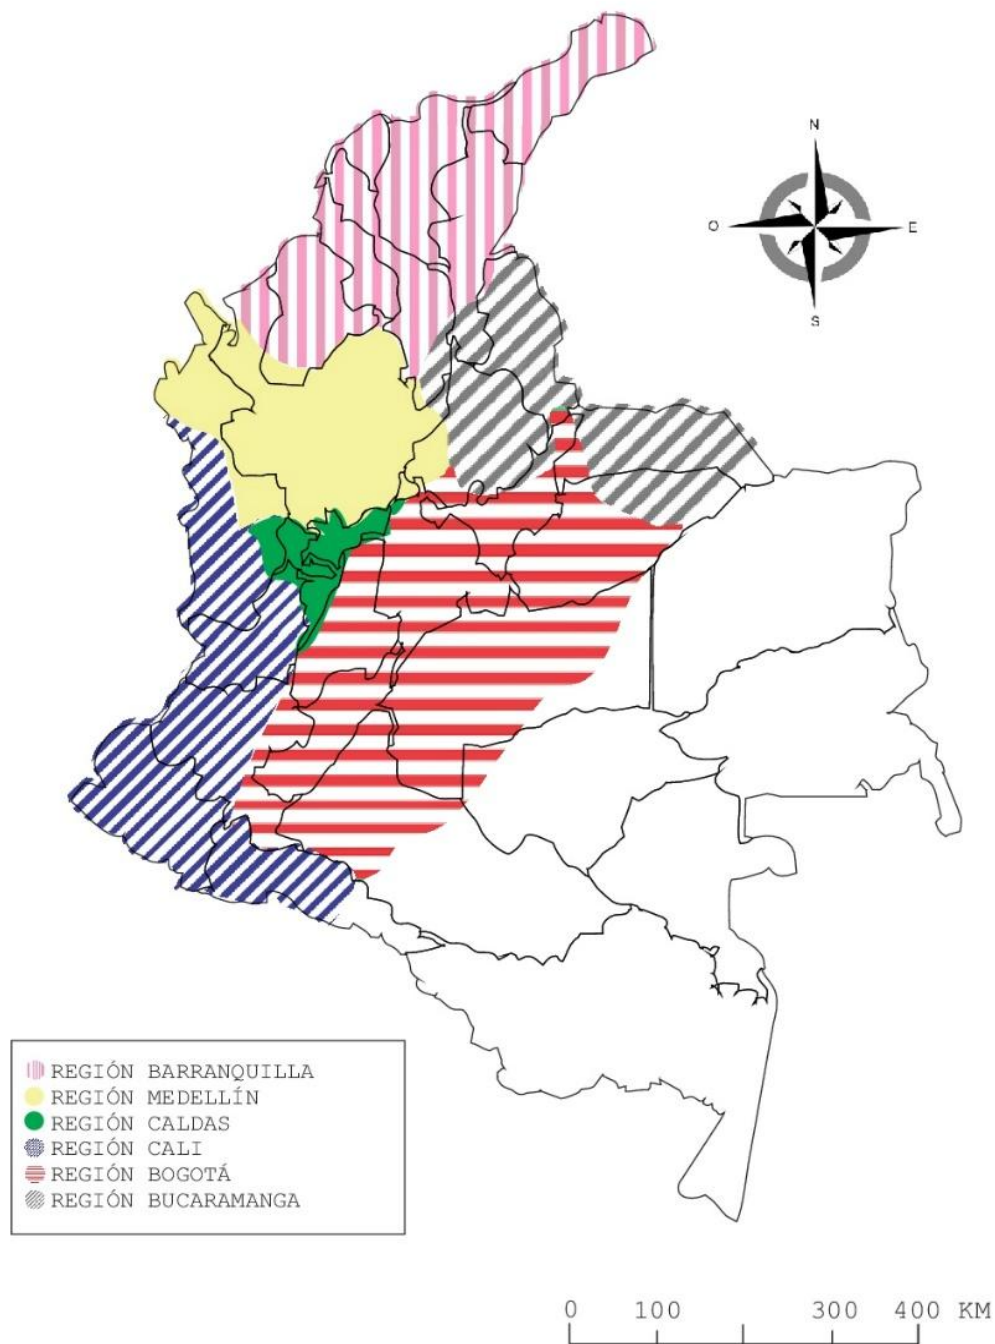 N
O E
S
REGIÓN BARRANQUILLA
REGIÓN MEDELLÍN
REGIÓN CALDAS
REGIÓN CALI
REGIÓN BOGOTÁ
REGIÓN BUCARAMANGA
0 100 300 400 KM